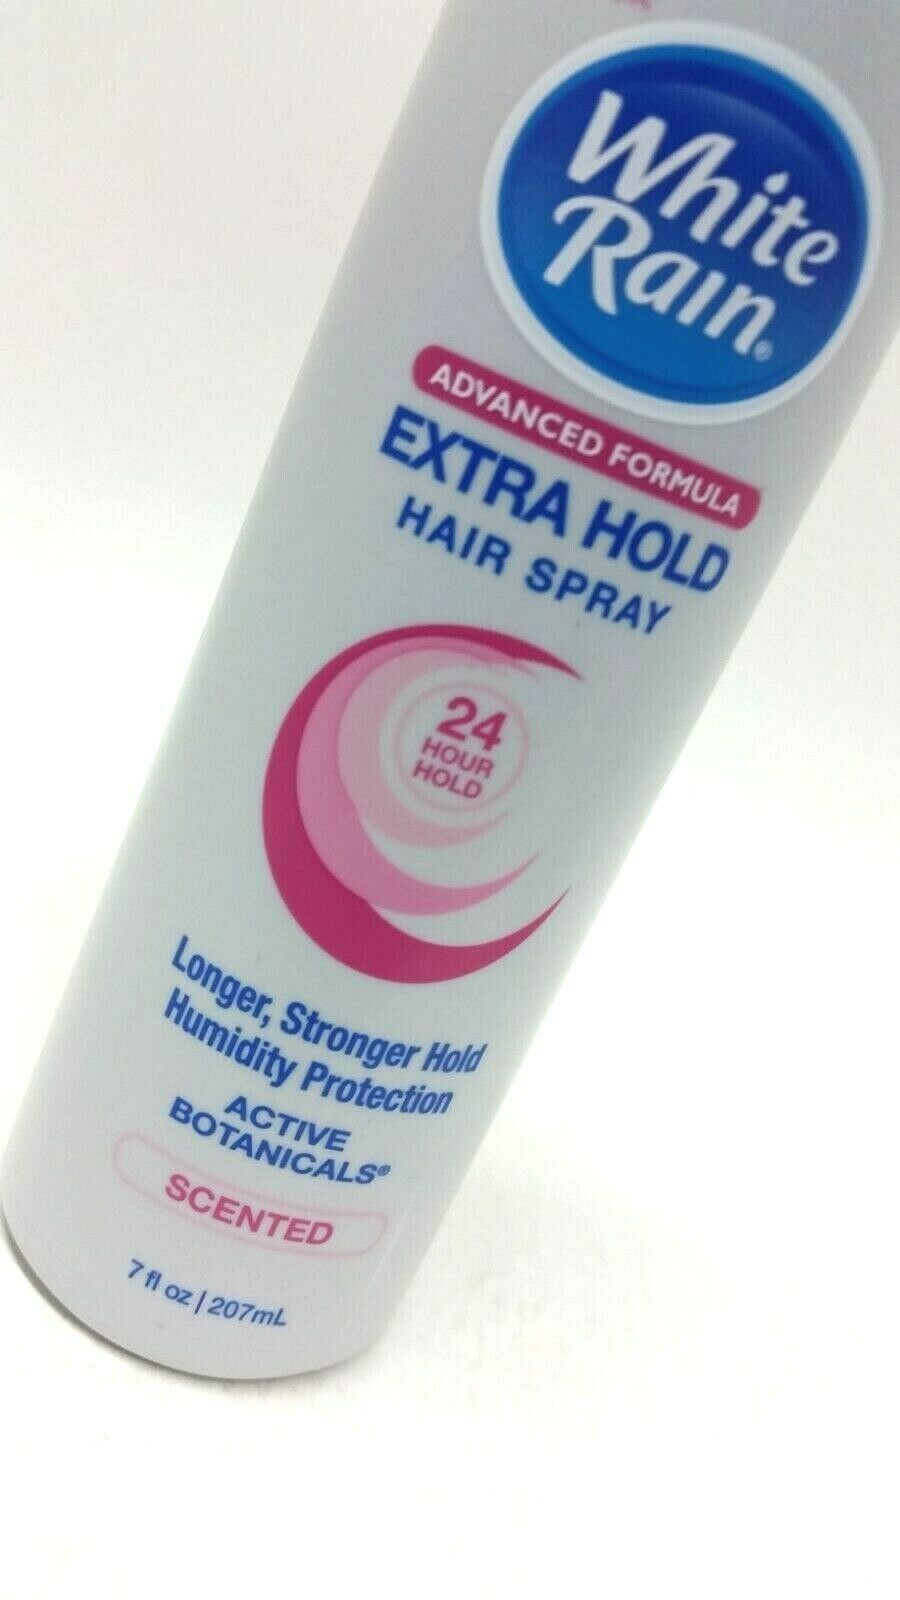 White
Rain®
ADVANCED FORMULA
EXTRA HOLD
HAIR SPRAY
24
HOUR
HOLD
Longer, Stronger Hold
Humidity Protection
ACTIVE
BOTANICALS®
SCENTED
7 fl oz | 207mL